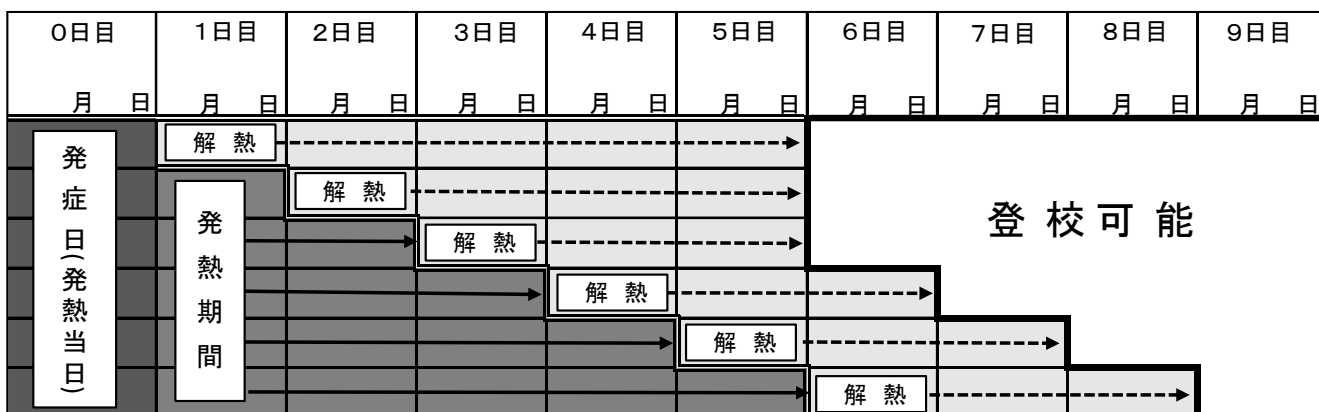 0日目 1日目 2日目 3日目 4日目 5日目 6日目 7日目 8日目 9日目
月 日 月 日 月 日 月 日 月 日 月 日 月 日 月 日 月 日 月 日
発症日(発熱当日)
解 熱
発熱期間
解 熱
解 熱
解 熱
解 熱
解 熱
登 校 可 能